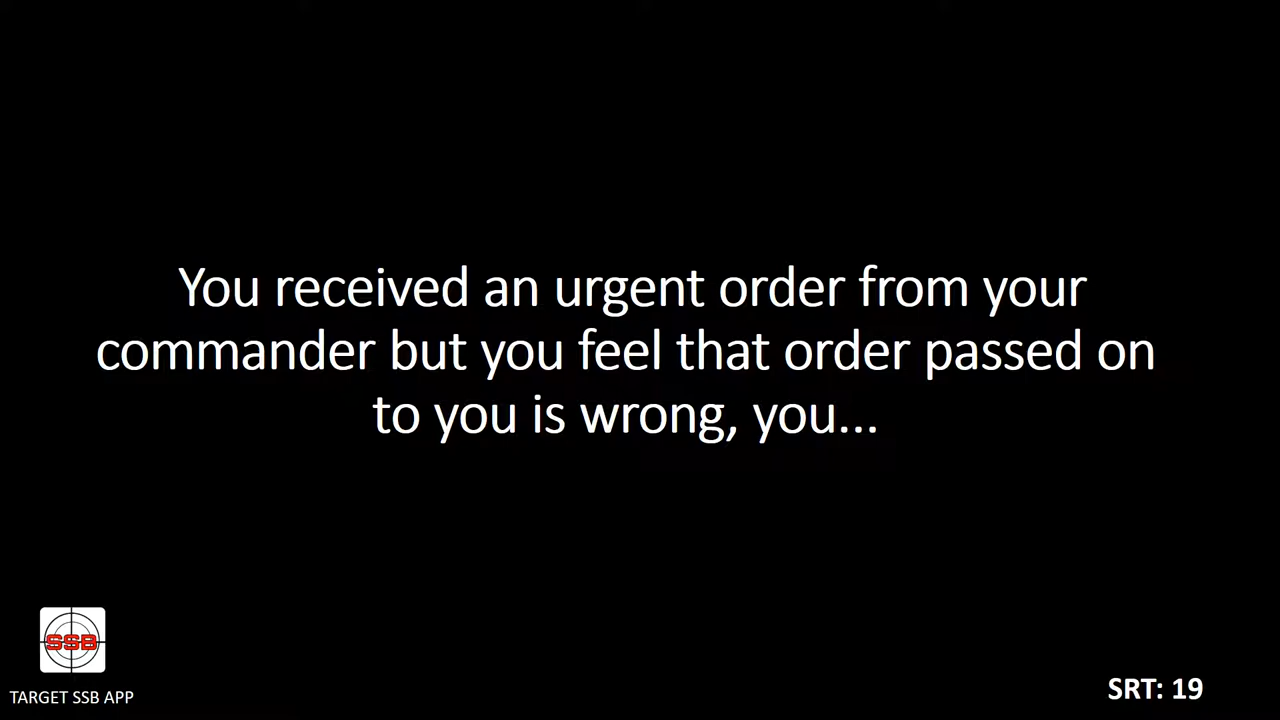 You received an urgent order from your
commander but you feel that order passed on
to you is wrong, you...
SSB
TARGET SSB APP
SRT: 19